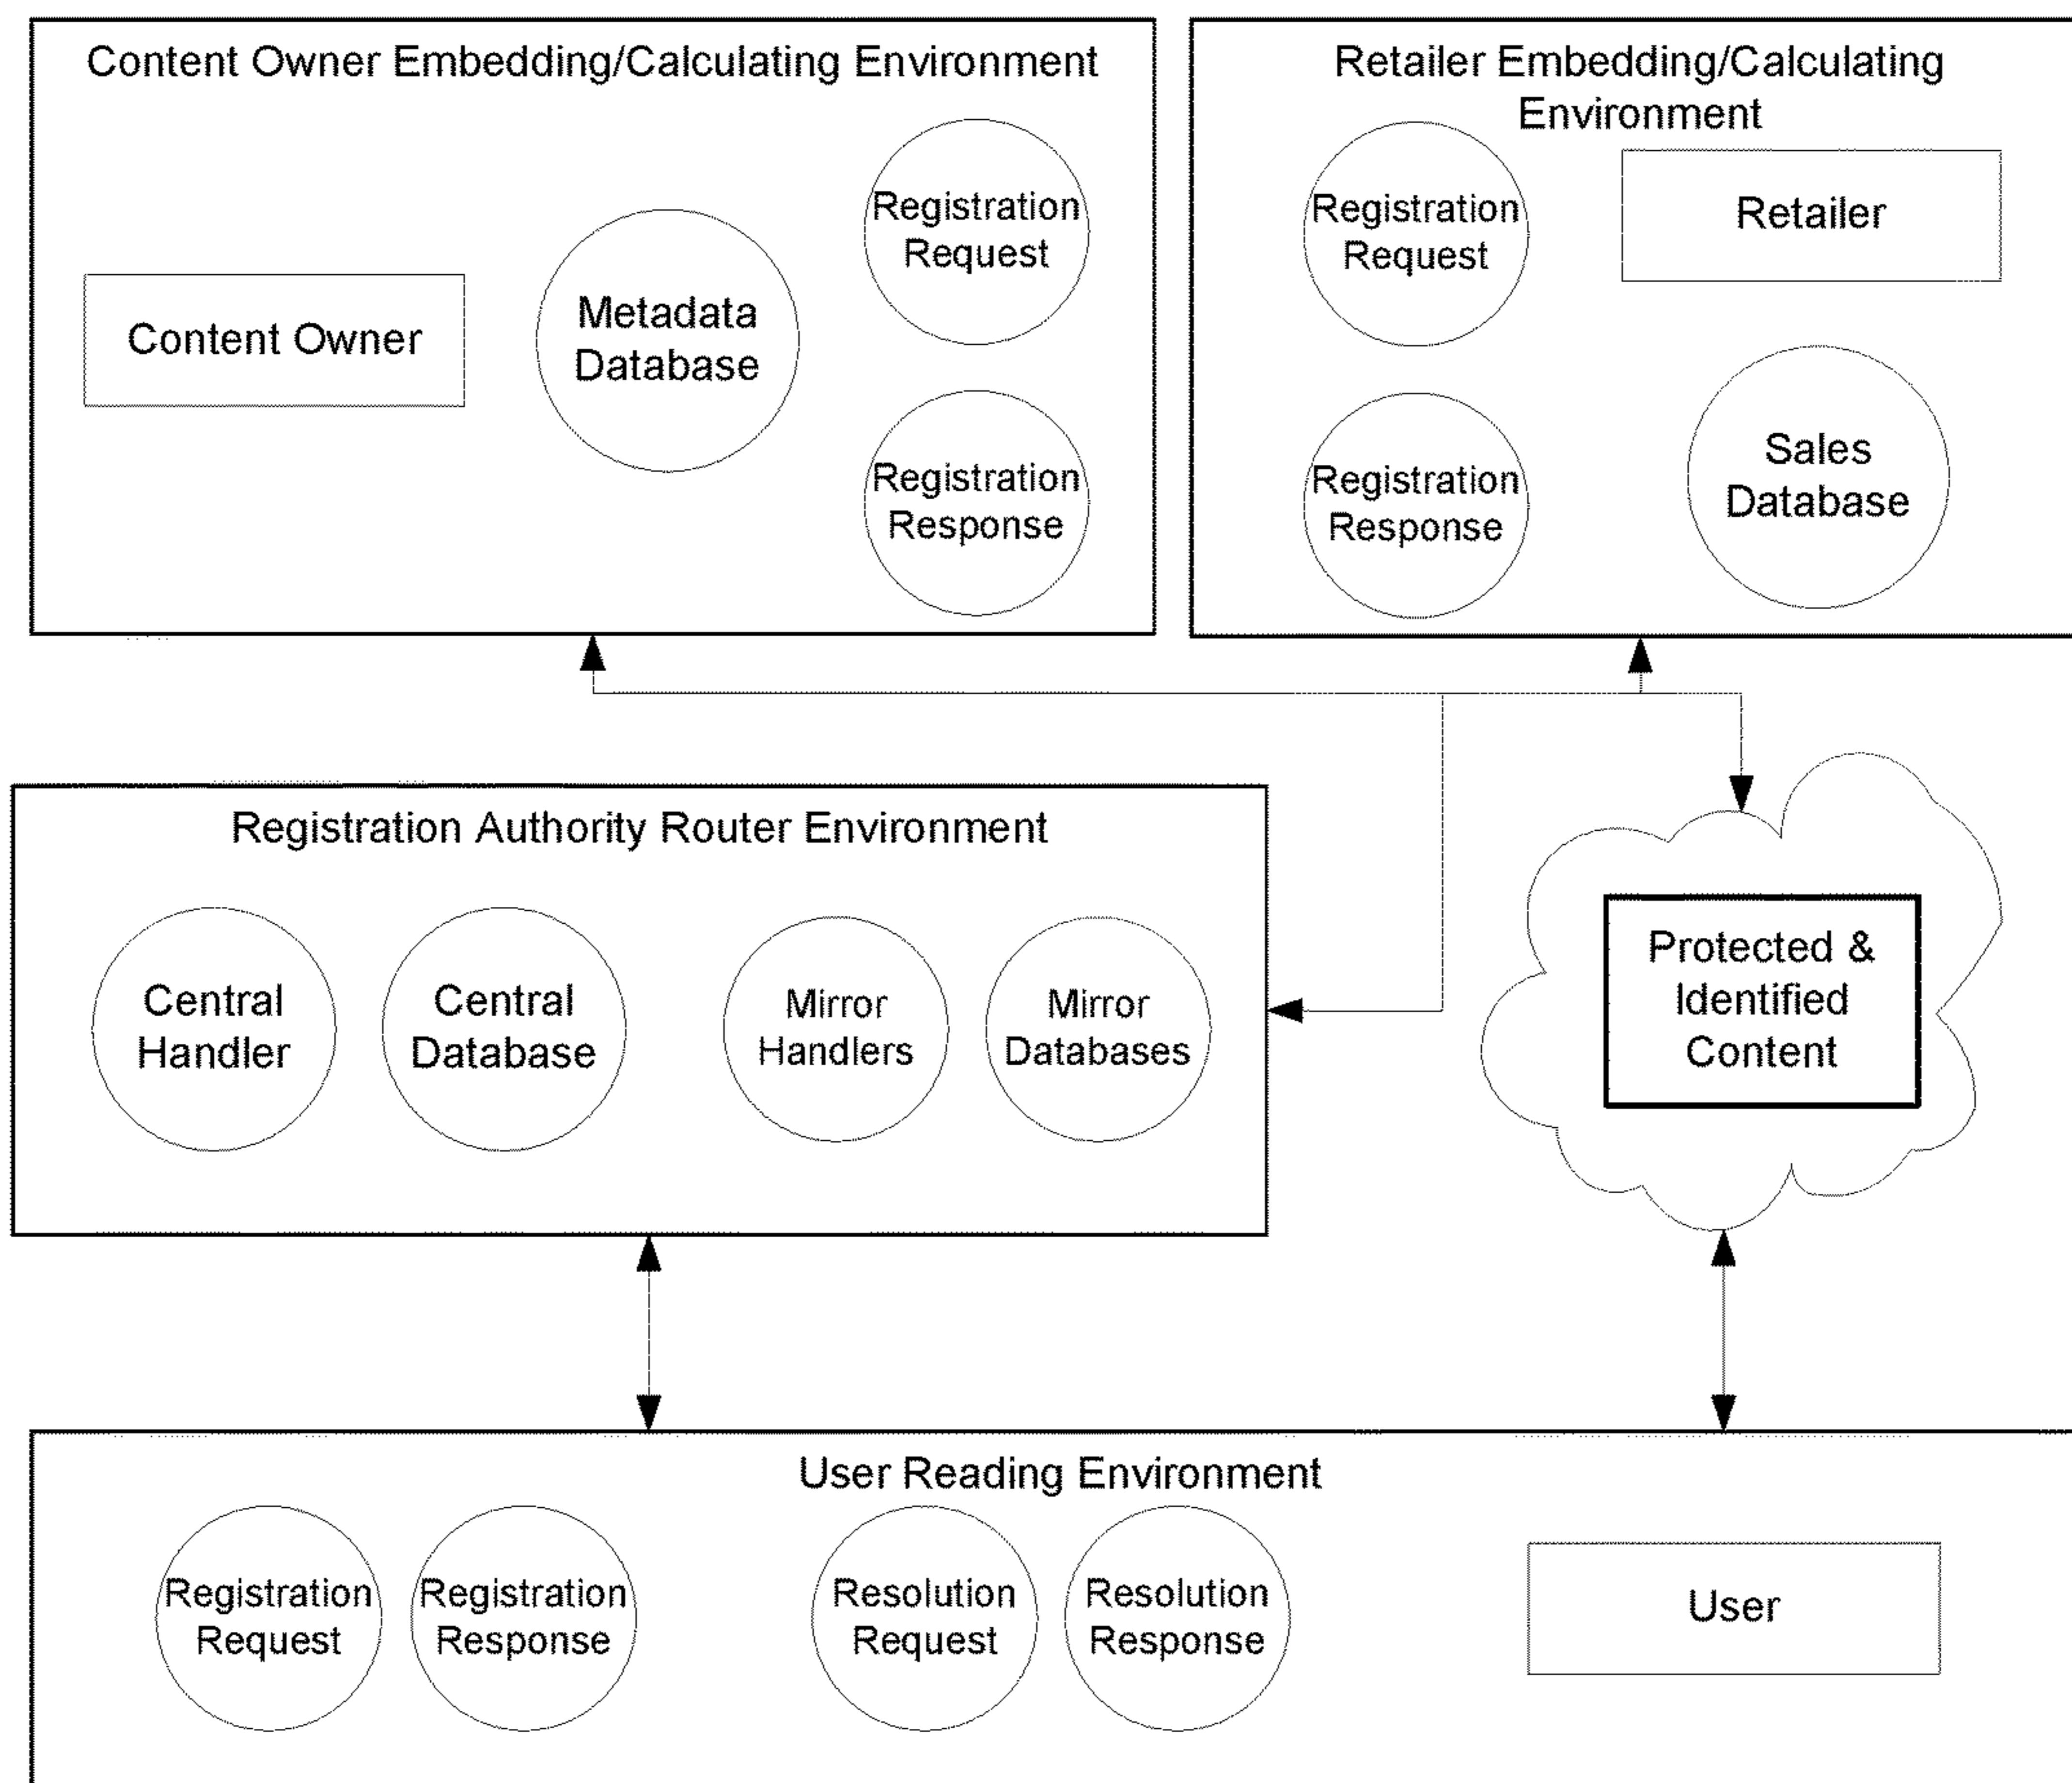 Content Owner Embedding/Calculating Environment
Content Owner
Metadata
Database
Registration
Request
Registration
Response
Retailer Embedding/Calculating
Environment
Registration
Request
Retailer
Registration
Response
Sales
Database
Registration Authority Router Environment
Central
Handler
Central
Database
Mirror
Handlers
Mirror
Databases
Protected &
Identified
Content
User Reading Environment
Registration
Request
Registration
Response
Resolution
Request
Resolution
Response
User